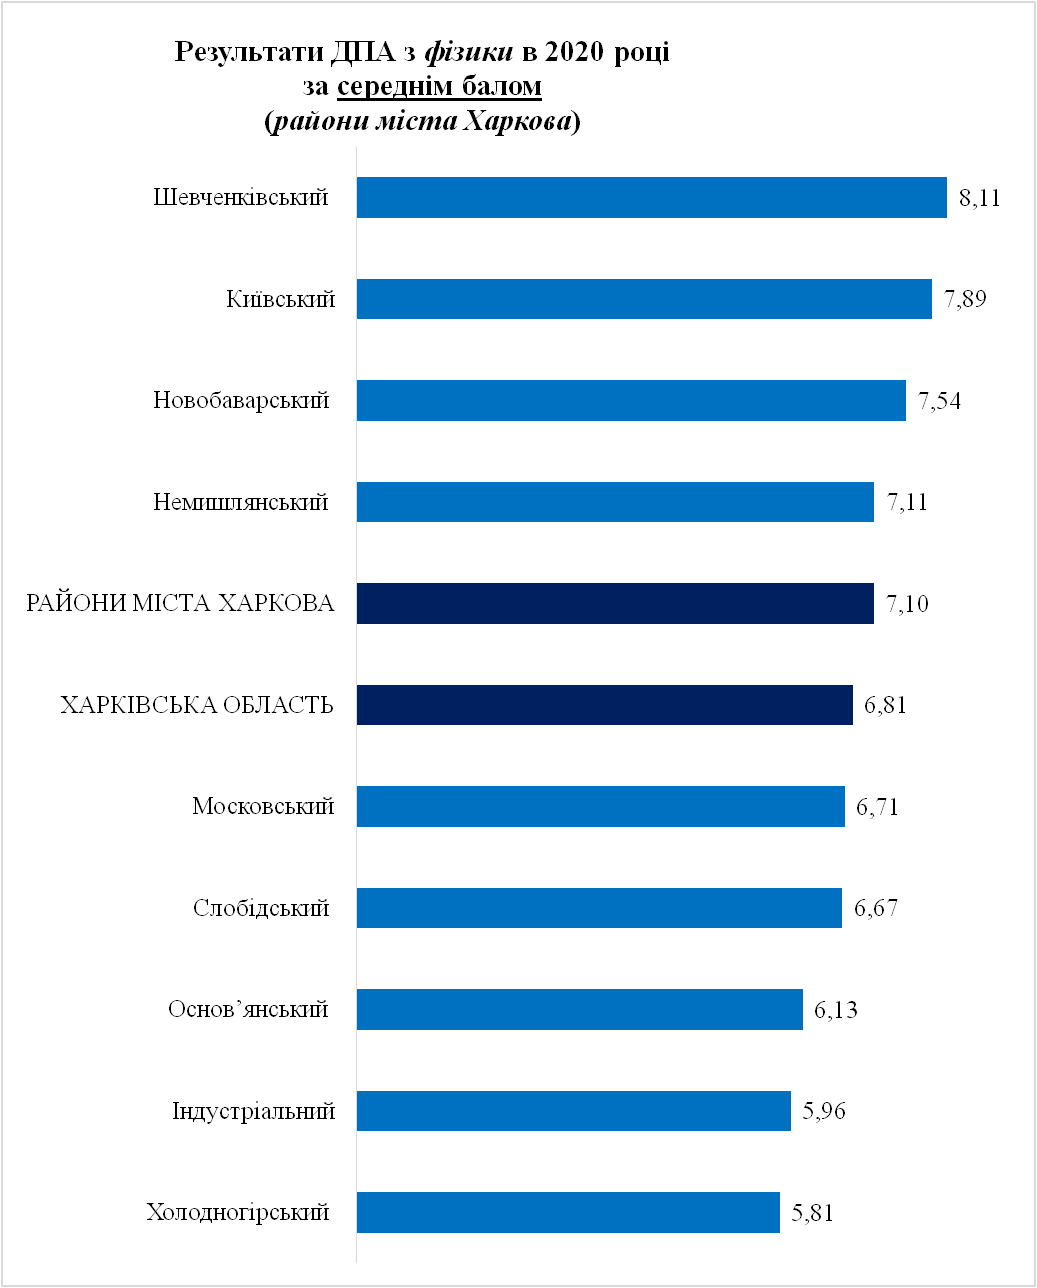 Результати ДПА з фізики в 2020 році
за середнім балом
(райони міста Харкова)
Шевченківський 8,11
Київський 7,89
Новобаварський 7,54
Немишлянський 7,11
РАЙОНИ МІСТА ХАРКОВА 7,10
ХАРКІВСЬКА ОБЛАСТЬ 6,81
Московський 6,71
Слобідський 6,67
Основ’янський 6,13
Індустріальний 5,96
Холодногірський 5,81